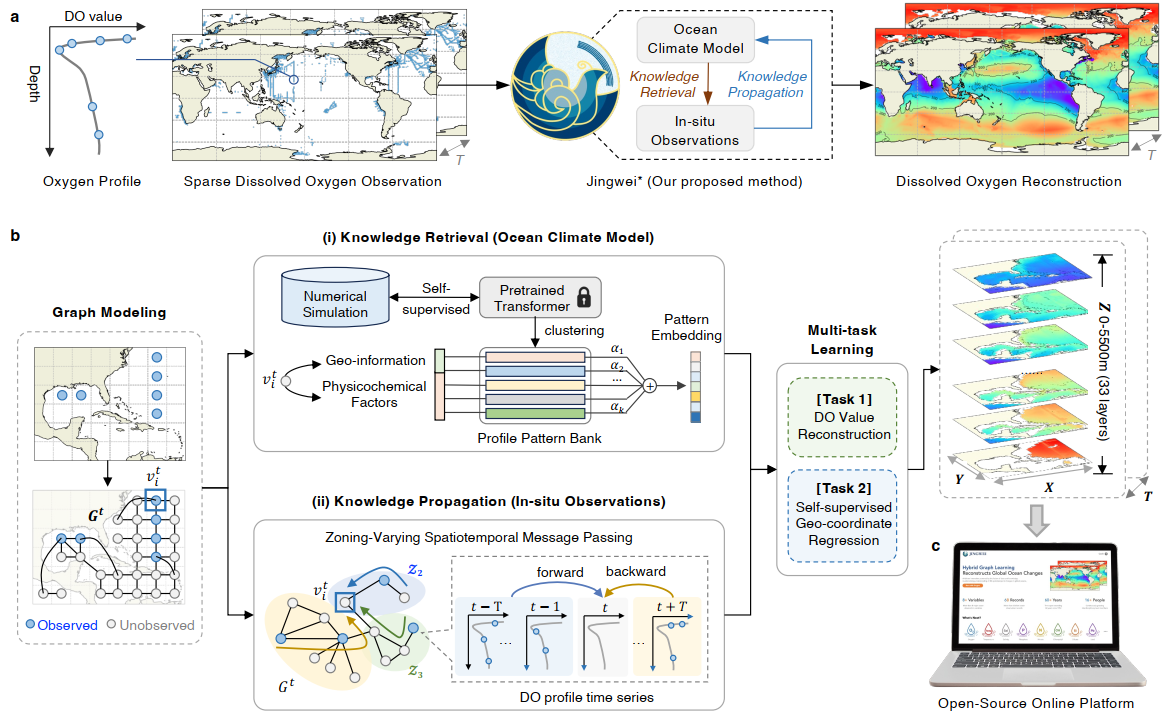 a
DO value
Depth
Oxygen Profile
Sparse Dissolved Oxygen Observation
T
Ocean
Climate Model
Knowledge
Retrieval
Knowledge
Propagation
In-situ
Observations
Jingwei* (Our proposed method)
Dissolved Oxygen Reconstruction
T
b
Graph Modeling
v_i^t
G^t
Observed
Unobserved
(i) Knowledge Retrieval (Ocean Climate Model)
Numerical
Simulation
Self-
supervised
Pretrained
Transformer
clustering
v_i^t
Geo-information
Physicochemical
Factors
α_1
α_2
...
α_k
Profile Pattern Bank
Pattern
Embedding
(ii) Knowledge Propagation (In-situ Observations)
Zoning-Varying Spatiotemporal Message Passing
v_i^t
Z_2
Z_3
G^t
forward
backward
t − T
t − 1
t
t + T
...
...
DO profile time series
Multi-task
Learning
[Task 1]
DO Value
Reconstruction
[Task 2]
Self-supervised
Geo-coordinate
Regression
......
Z 0-5500m (33 layers)
Y
X
T
c
JINGWEI
Hybrid Graph Learning
Reconstructs Global Ocean Changes
Open-Source Online Platform